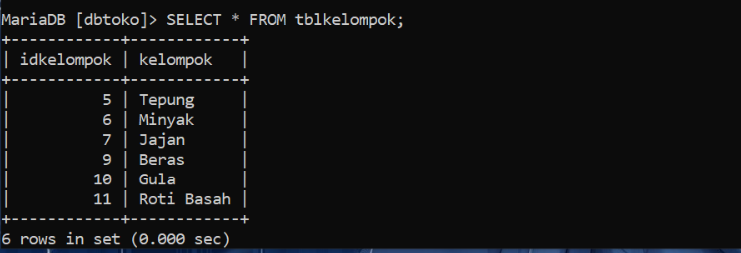 MariaDB [dbtoko]> SELECT * FROM tblkelompok;
+------------+------------+
| idkelompok | kelompok   |
+------------+------------+
|          5 | Tepung     |
|          6 | Minyak     |
|          7 | Jajan      |
|          9 | Beras      |
|         10 | Gula       |
|         11 | Roti Basah |
+------------+------------+
6 rows in set (0.000 sec)